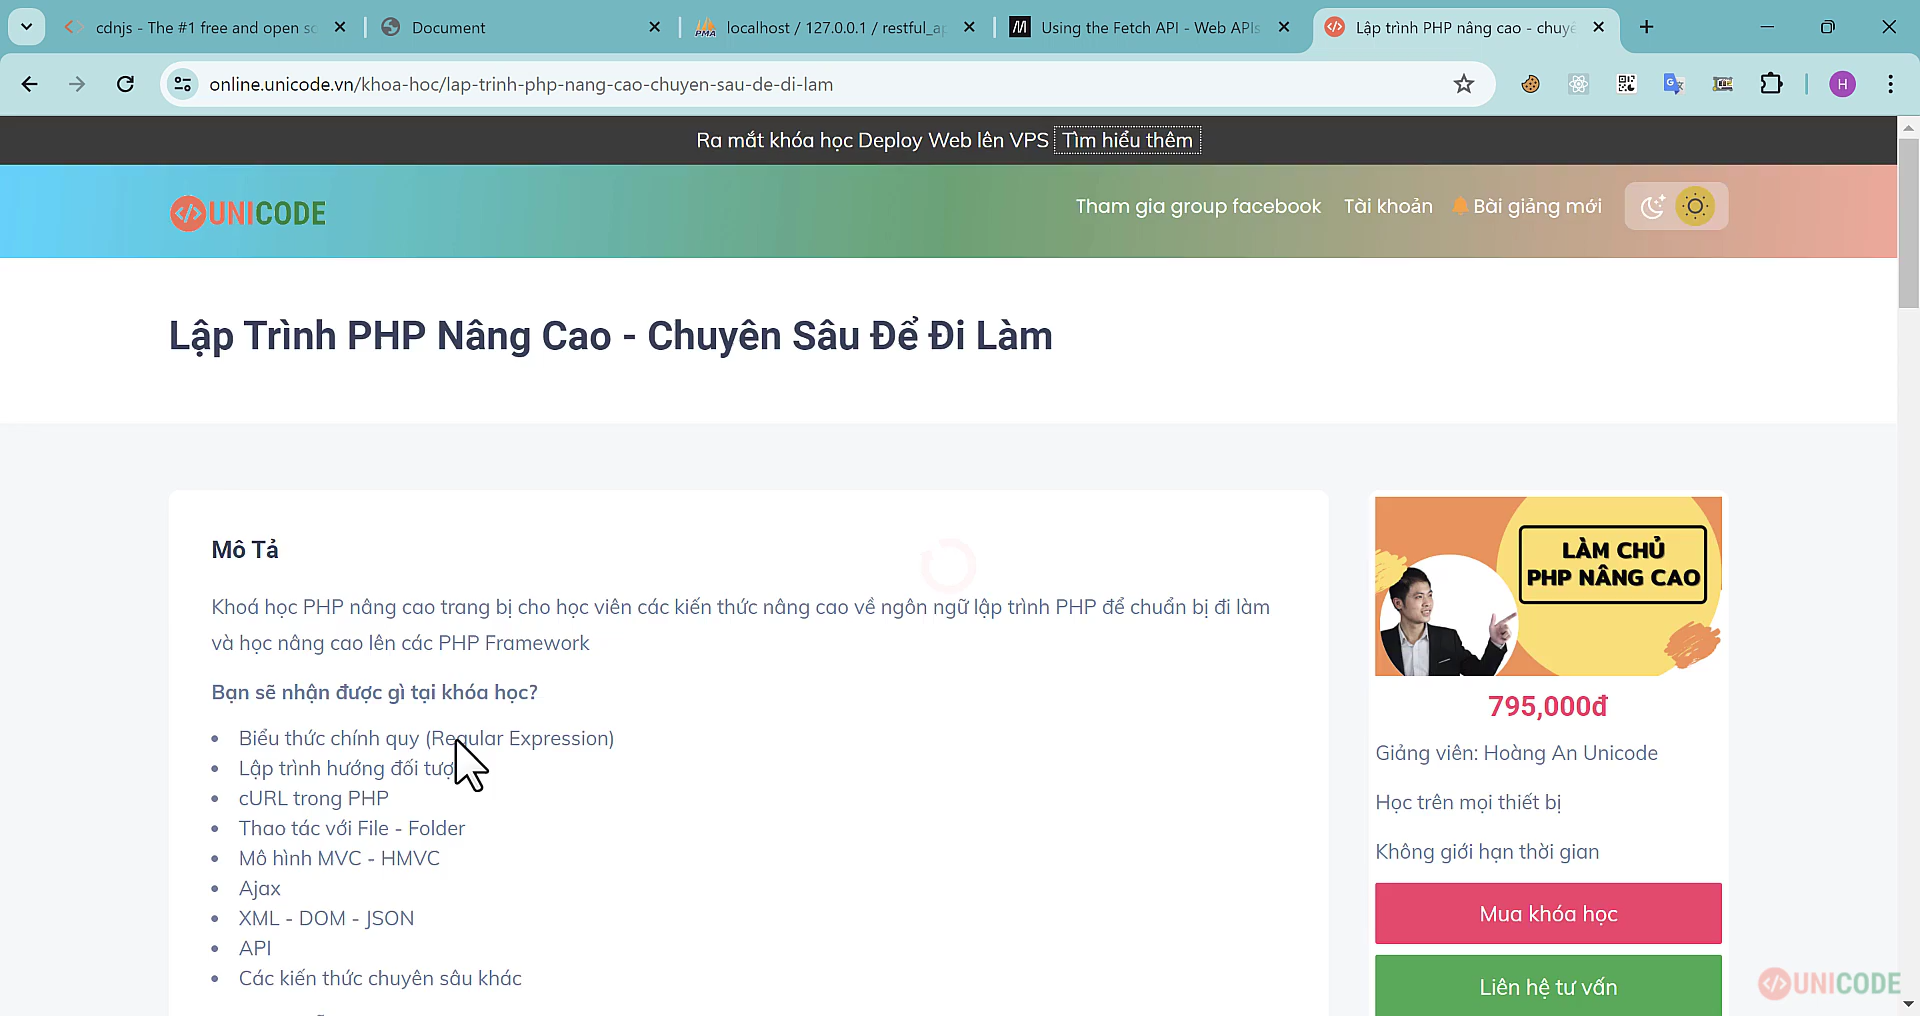 cdnjs - The #1 free and open so
Document
localhost / 127.0.0.1 / restful_ap
Using the Fetch API - Web APIs
Lập trình PHP nâng cao - chuyê
online.unicode.vn/khoa-hoc/lap-trinh-php-nang-cao-chuyen-sau-de-di-lam
H
Ra mắt khóa học Deploy Web lên VPS Tìm hiểu thêm
UNICODE
Tham gia group facebook
Tài khoản
Bài giảng mới
Lập Trình PHP Nâng Cao - Chuyên Sâu Để Đi Làm
Mô Tả
Khoá học PHP nâng cao trang bị cho học viên các kiến thức nâng cao về ngôn ngữ lập trình PHP để chuẩn bị đi làm
và học nâng cao lên các PHP Framework
Bạn sẽ nhận được gì tại khóa học?
Biểu thức chính quy (Regular Expression)
Lập trình hướng đối tượ
cURL trong PHP
Thao tác với File - Folder
Mô hình MVC - HMVC
Ajax
XML - DOM - JSON
API
Các kiến thức chuyên sâu khác
LÀM CHỦ
PHP NÂNG CAO
795,000đ
Giảng viên: Hoàng An Unicode
Học trên mọi thiết bị
Không giới hạn thời gian
Mua khóa học
Liên hệ tư vấn
UNICODE